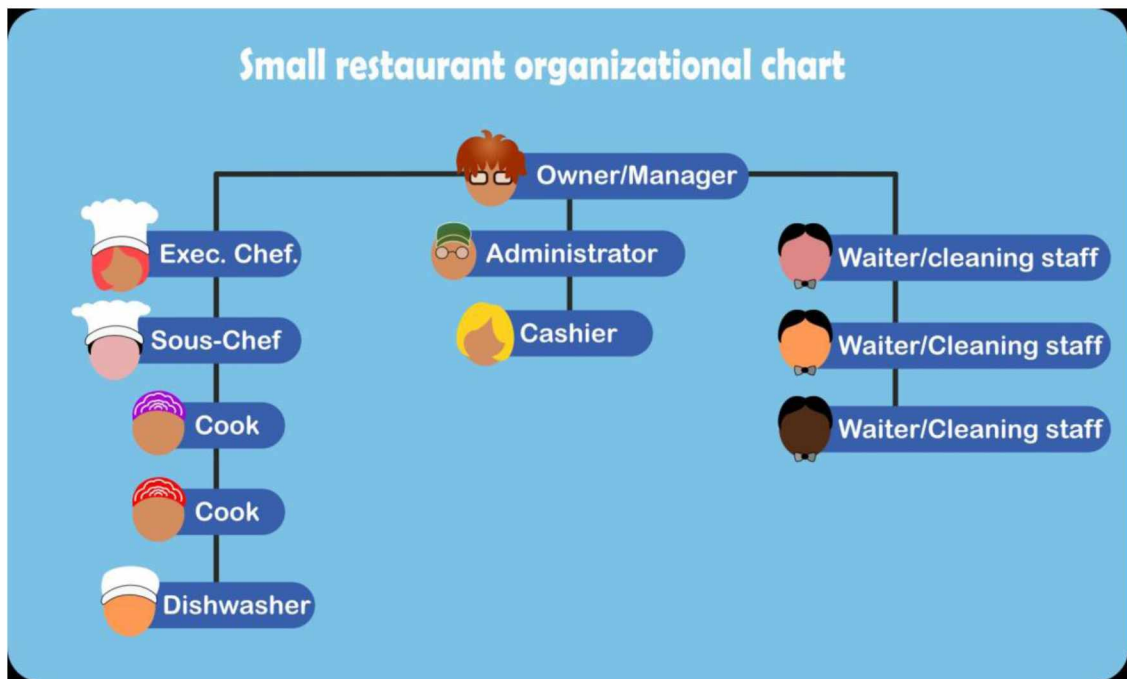 Small restaurant organizational chart
Owner/Manager
Exec. Chef.
Sous-Chef
Cook
Cook
Dishwasher
Administrator
Cashier
Waiter/cleaning staff
Waiter/Cleaning staff
Waiter/Cleaning staff